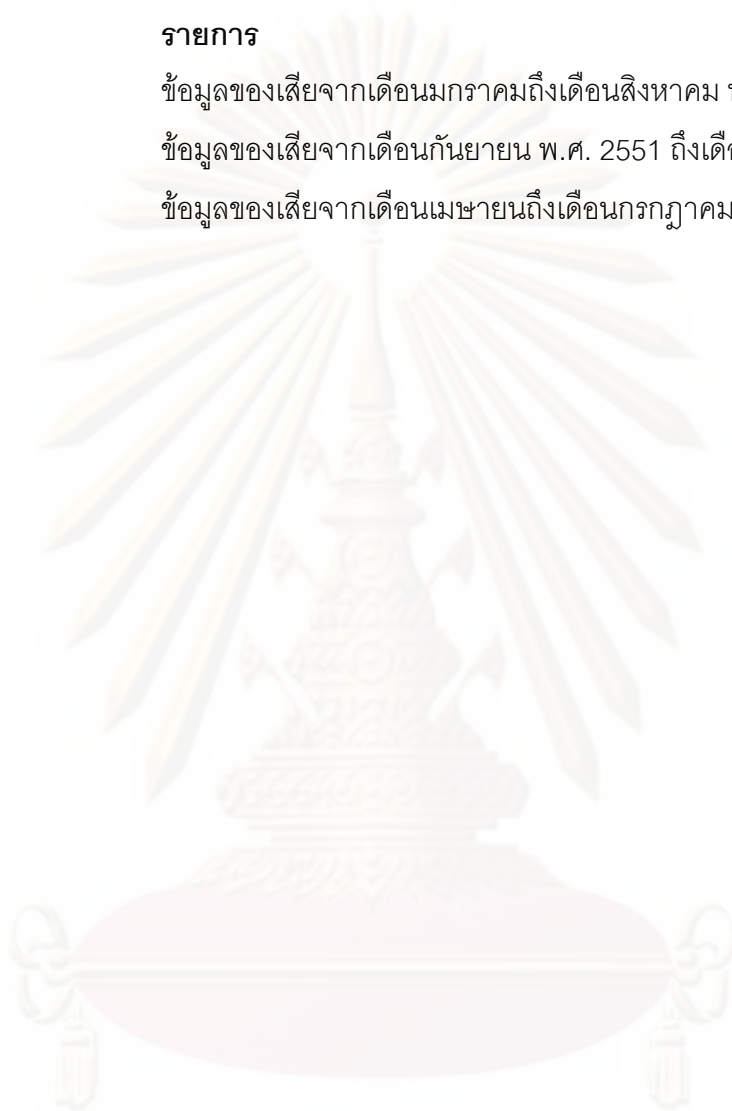 รายการ
ข้อมูลของเสียจากเดือนมกราคมถึงเดือนสิงหาคม
ข้อมูลของเสียจากเดือนกันยายน พ.ศ. 2551 ถึงเดือ
ข้อมูลของเสียจากเดือนเมษายนถึงเดือนกรกฎาคม